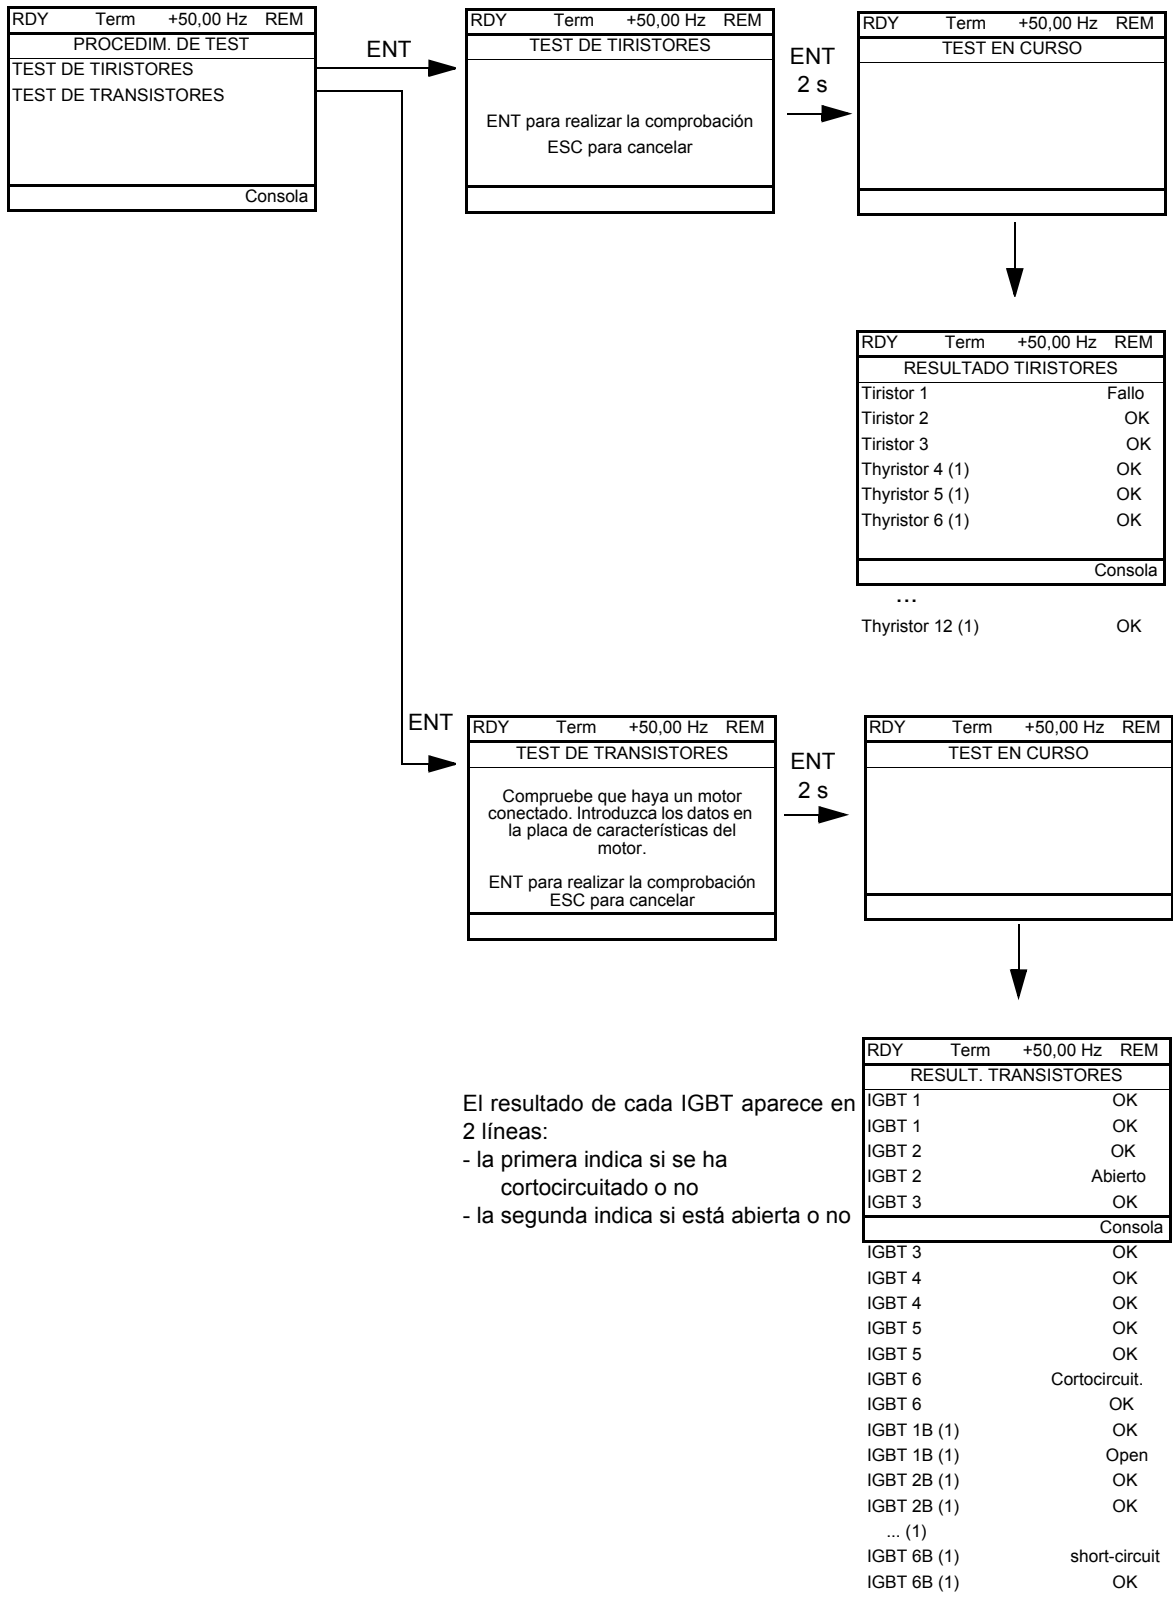 RDY Term +50,00 Hz REM
PROCEDIM. DE TEST
TEST DE TIRISTORES
TEST DE TRANSISTORES
Consola
ENT
RDY Term +50,00 Hz REM
TEST DE TIRISTORES
ENT para realizar la comprobación
ESC para cancelar
ENT
2 s
RDY Term +50,00 Hz REM
TEST EN CURSO
RDY Term +50,00 Hz REM
RESULTADO TIRISTORES
Tiristor 1 Fallo
Tiristor 2 OK
Tiristor 3 OK
Thyristor 4 (1) OK
Thyristor 5 (1) OK
Thyristor 6 (1) OK
Consola
...
Thyristor 12 (1) OK
ENT
RDY Term +50,00 Hz REM
TEST DE TRANSISTORES
Compruebe que haya un motor
conectado. Introduzca los datos en
la placa de características del
motor.
ENT para realizar la comprobación
ESC para cancelar
ENT
2 s
RDY Term +50,00 Hz REM
TEST EN CURSO
El resultado de cada IGBT aparece en
2 líneas:
- la primera indica si se ha
cortocircuitado o no
- la segunda indica si está abierta o no
RDY Term +50,00 Hz REM
RESULT. TRANSISTORES
IGBT 1 OK
IGBT 1 OK
IGBT 2 OK
IGBT 2 Abierto
IGBT 3 OK
Consola
IGBT 3 OK
IGBT 4 OK
IGBT 4 OK
IGBT 5 OK
IGBT 5 OK
IGBT 6 Cortocircuit.
IGBT 6 OK
IGBT 1B (1) OK
IGBT 1B (1) Open
IGBT 2B (1) OK
IGBT 2B (1) OK
... (1)
IGBT 6B (1) short-circuit
IGBT 6B (1) OK